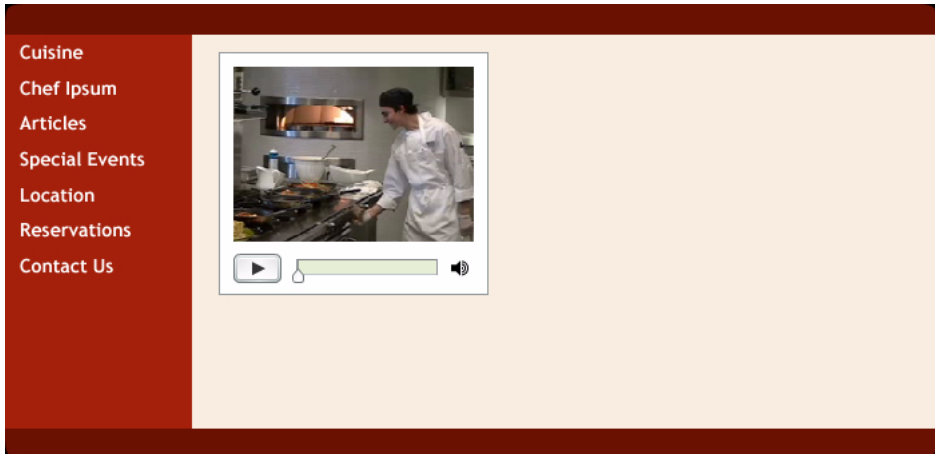 Cuisine
Chef Ipsum
Articles
Special Events
Location
Reservations
Contact Us